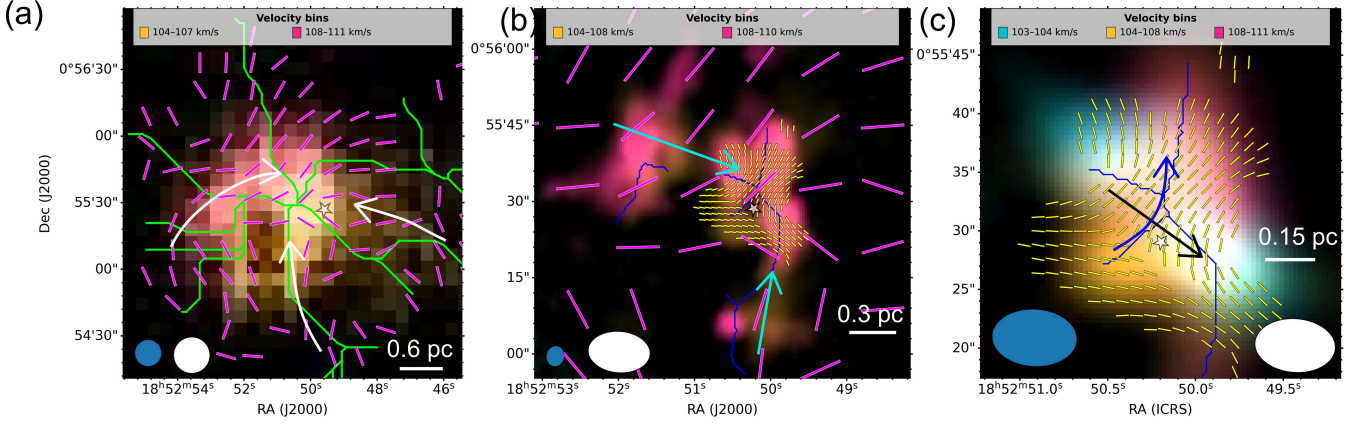 (a)
Velocity bins
104–107 km/s 108–111 km/s
Dec (J2000)
0°56'30"
00"
55'30"
00"
54'30"
0.6 pc
18ʰ52ᵐ54ˢ 52ˢ 50ˢ 48ˢ 46ˢ
RA (J2000)
(b)
Velocity bins
104–108 km/s 108–110 km/s
0°56'00"
55'45"
30"
15"
00"
0.3 pc
18ʰ52ᵐ53ˢ 52ˢ 51ˢ 50ˢ 49ˢ
RA (J2000)
(c)
Velocity bins
103–104 km/s 104–108 km/s 108–111 km/s
0°55'45"
40"
35"
30"
25"
20"
0.15 pc
18ʰ52ᵐ51.0ˢ 50.5ˢ 50.0ˢ 49.5ˢ
RA (ICRS)